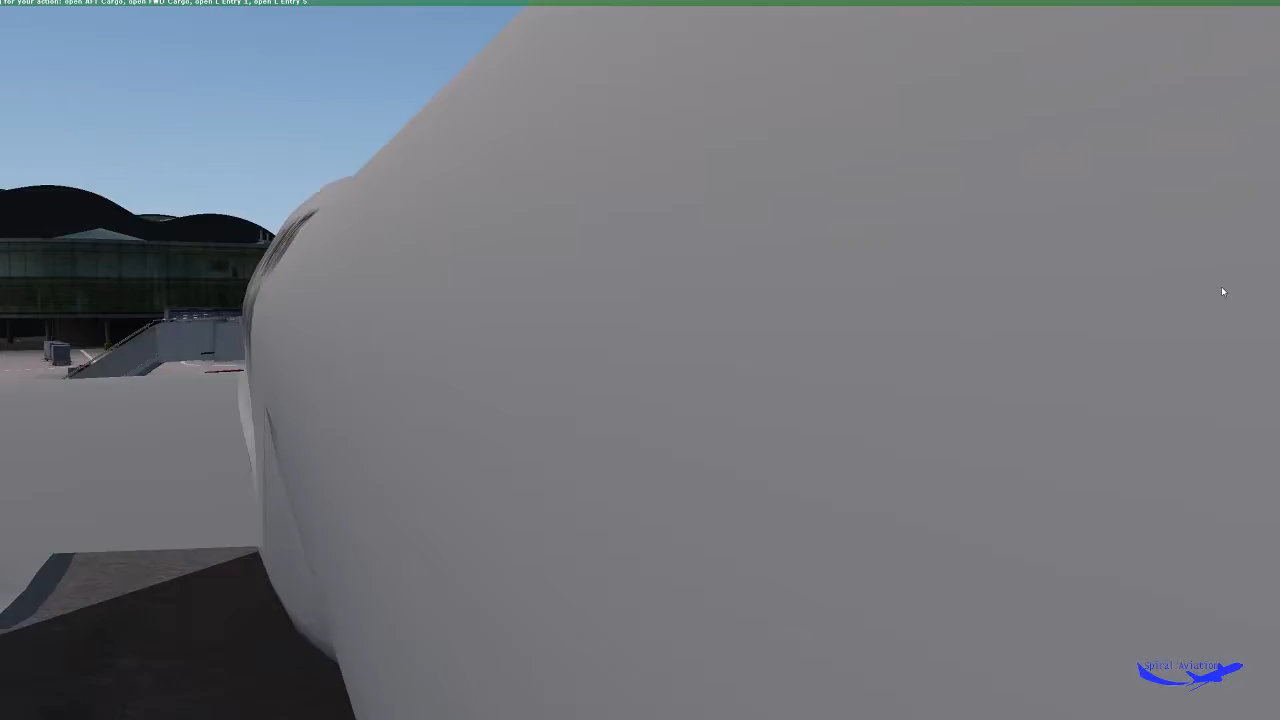 for your action: open AFT Cargo, open FWD Cargo, open L Entry 1, open L Entry 5
Spiral Aviation